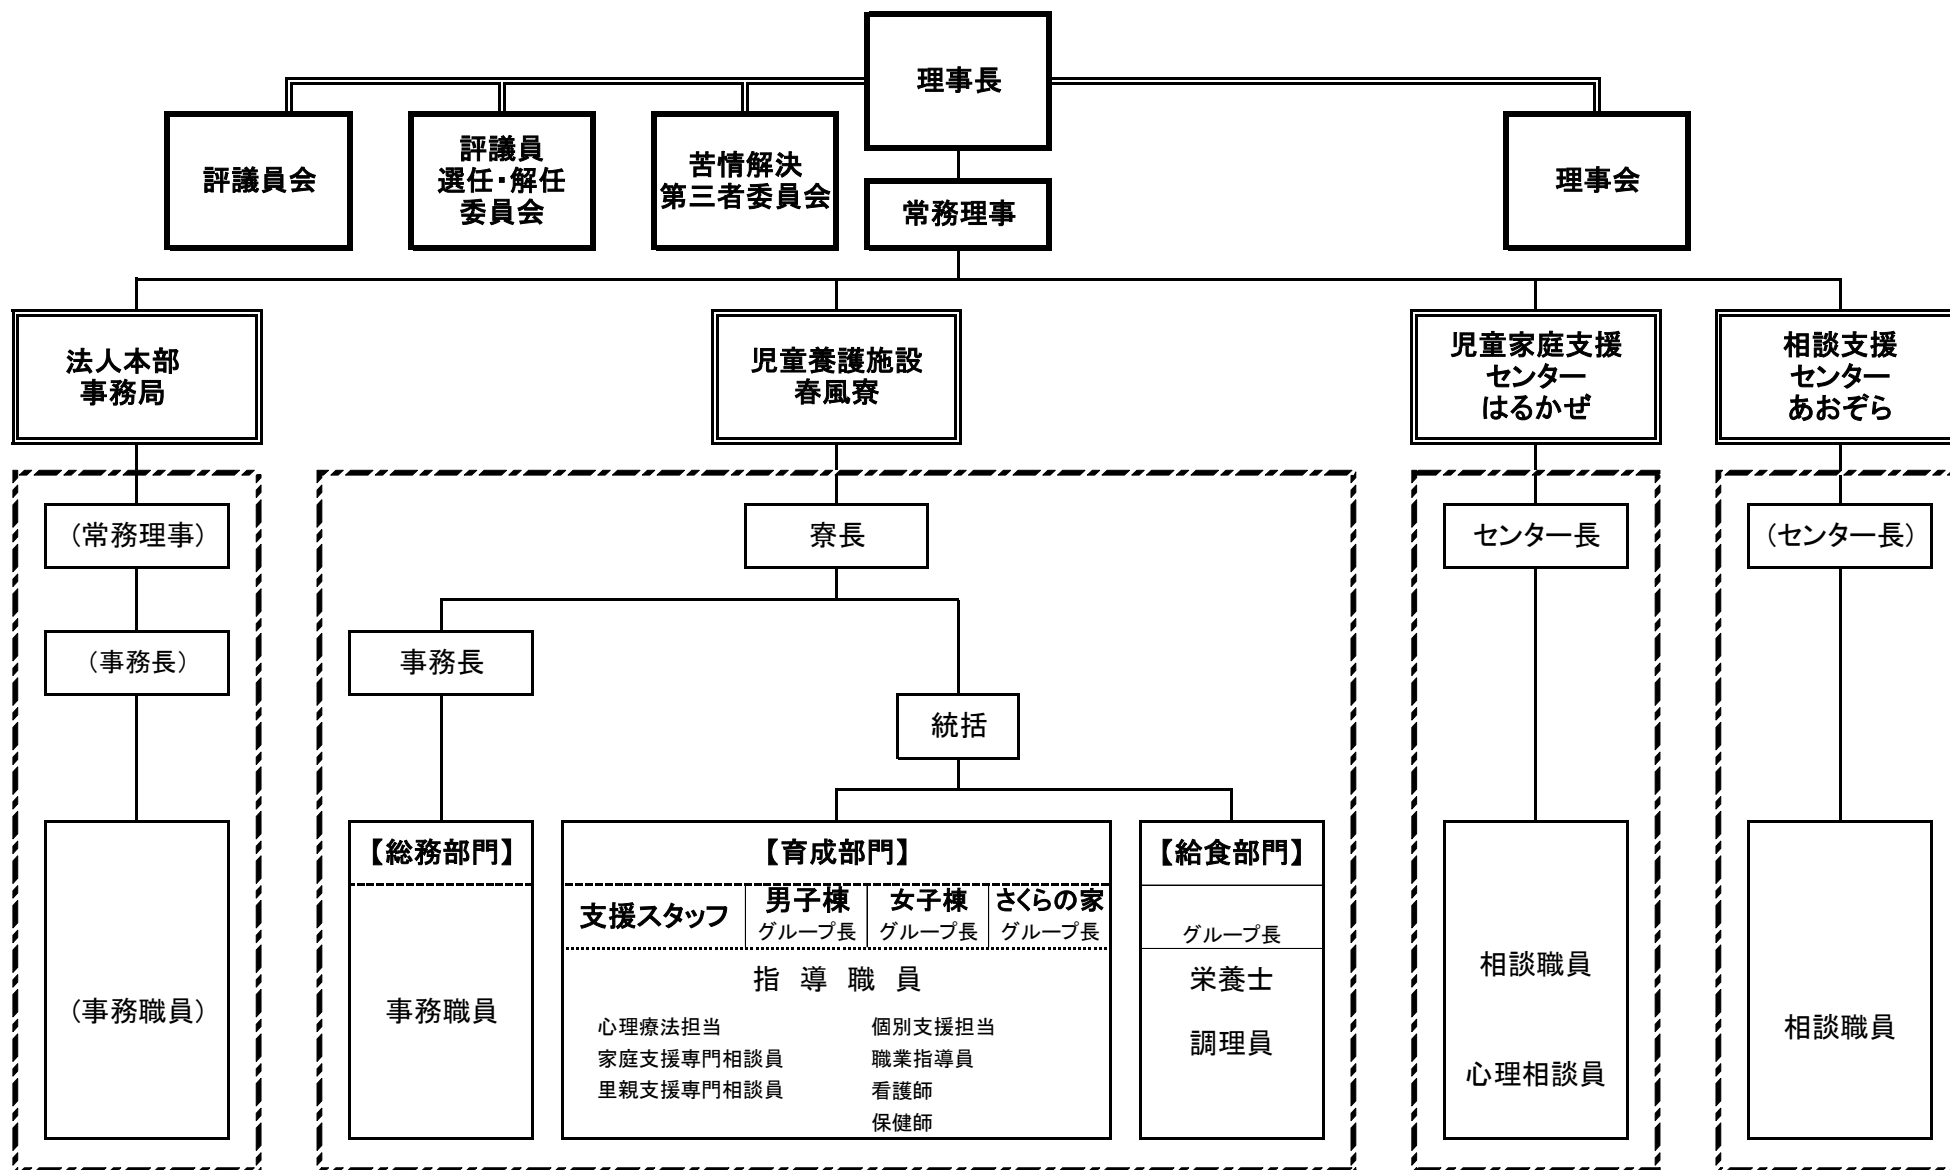 理事長
評議員会
評議員
選任・解任
委員会
苦情解決
第三者委員会
理事会
常務理事
法人本部
事務局
児童養護施設
春風寮
児童家庭支援
センター
はるかぜ
相談支援
センター
あおぞら
（常務理事）
寮長
センター長
（センター長）
（事務長）
事務長
統括
（事務職員）
【総務部門】
事務職員
【育成部門】
支援スタッフ
男子棟
グループ長
女子棟
グループ長
さくらの家
グループ長
指 導 職 員
心理療法担当
家庭支援専門相談員
里親支援専門相談員
個別支援担当
職業指導員
看護師
保健師
【給食部門】
グループ長
栄養士
調理員
相談職員
心理相談員
相談職員